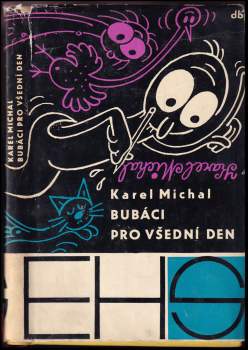 KAREL MICHAL
BUBÁCI PRO VŠEDNÍ DEN
db
Karel Michal
Karel Michal
BUBÁCI
PRO VŠEDNÍ DEN
EHS